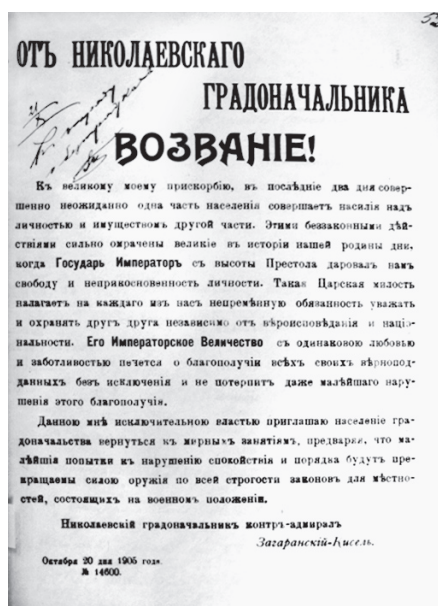 ОТЪ НИКОЛАЕВСКАГО
ГРАДОНАЧАЛЬНИКА
ВОЗВАНІЕ!
Къ великому моему прискорбію, въ послѣдніе два дня совер-
шенно неожиданно одна часть населенія совершаетъ насилія надъ
личностью и имуществомъ другой части. Этими беззаконными дѣй-
ствіями сильно омрачены великіе въ исторіи нашей родины дни,
когда Государь Императоръ съ высоты Престола даровалъ намъ
свободу и неприкосновенность личности. Такая Царская милость
налагаетъ на каждаго изъ насъ непремѣнную обязанность уважать
и охранять другъ друга независимо отъ вѣроисповѣданія и націо-
нальности. Его Императорское Величество съ одинаковою любовью
и заботливостью печется о благополучіи всѣхъ своихъ вѣрнопод-
данныхъ безъ исключенія и не потерпитъ даже малѣйшаго нару-
шенія этого благополучія.
Данною мнѣ исключительною властью приглашаю населеніе гра-
доначальства вернуться къ мирнымъ занятіямъ, предваряя, что ма-
лѣйшія попытки къ нарушенію спокойствія и порядка будутъ пре-
кращаемы силою оружія по всей строгости законовъ для мѣстно-
стей, состоящихъ на военномъ положеніи.
Николаевскій градоначальникъ контръ-адмиралъ
Загаранскій-Кисель.
Октября 20 дня 1905 года.
№ 14600.